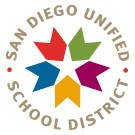 SAN DIEGO UNIFIED
• SCHOOL DISTRICT •